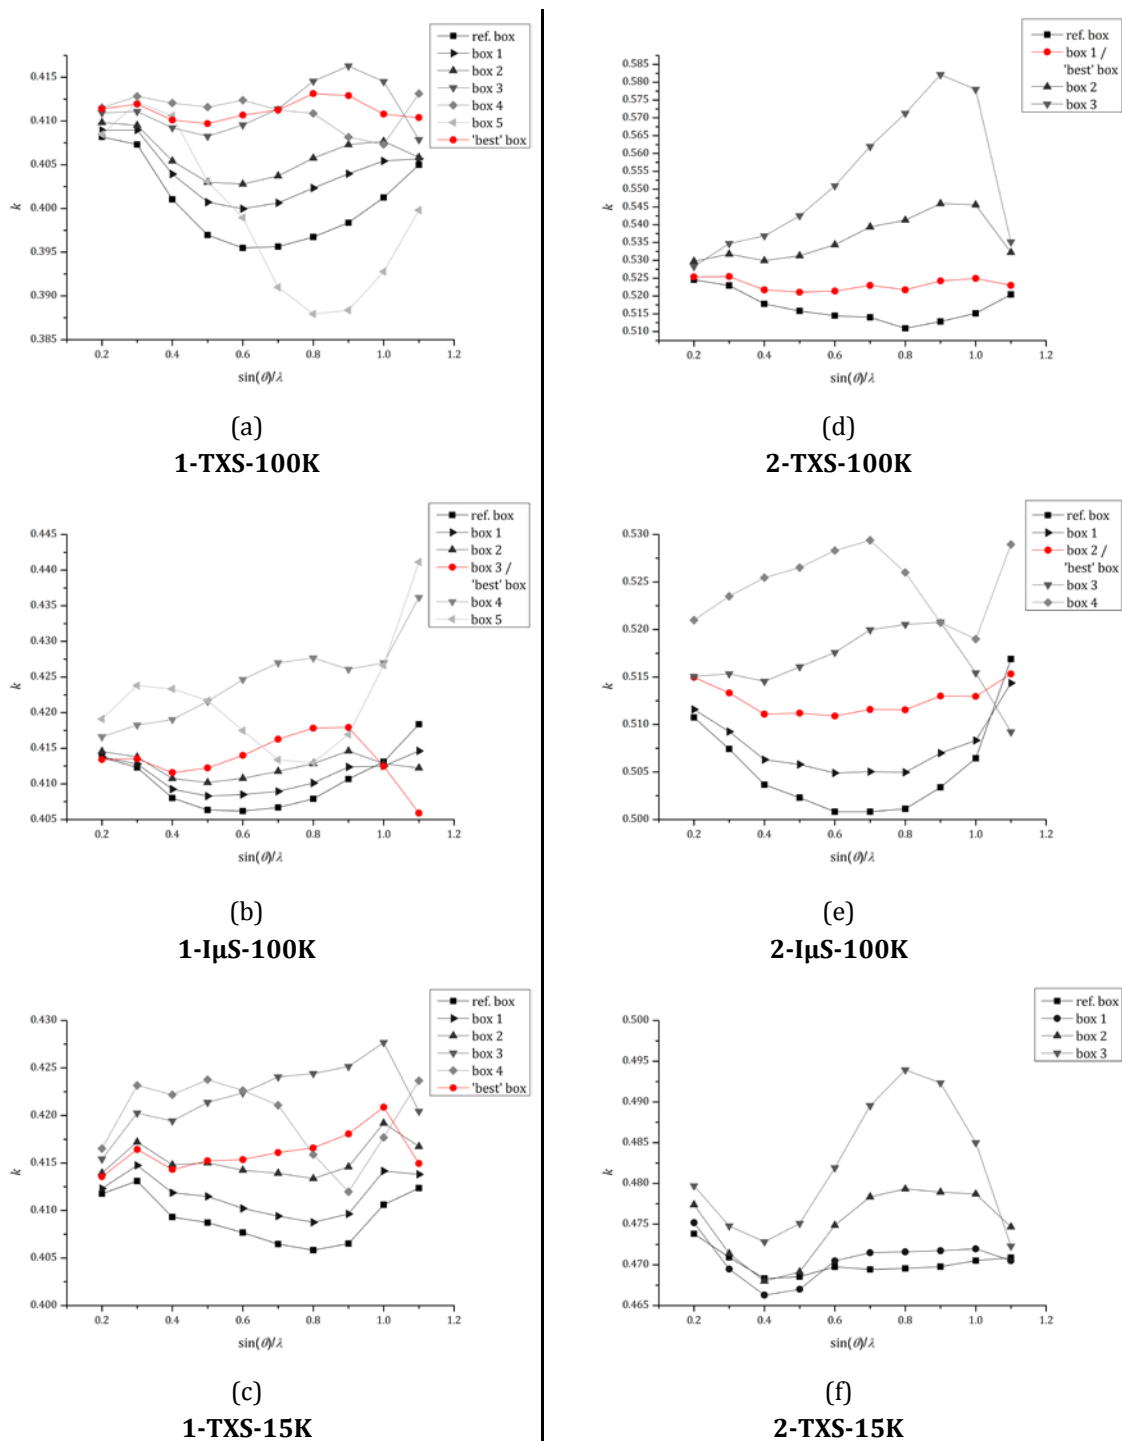 ref. box
box 1
box 2
box 3
box 4
box 5
'best' box
0.415
0.410
0.405
0.400
0.395
0.390
0.385
k
0.2
0.4
0.6
0.8
1.0
1.2
sin(θ)/λ
(a)
1-TXS-100K
ref. box
box 1 /
'best' box
box 2
box 3
0.585
0.580
0.575
0.570
0.565
0.560
0.555
0.550
0.545
0.540
0.535
0.530
0.525
0.520
0.515
0.510
k
0.2
0.4
0.6
0.8
1.0
1.2
sin(θ)/λ
(d)
2-TXS-100K
ref. box
box 1
box 2
box 3 /
'best' box
box 4
box 5
0.445
0.440
0.435
0.430
0.425
0.420
0.415
0.410
0.405
k
0.2
0.4
0.6
0.8
1.0
1.2
sin(θ)/λ
(b)
1-IµS-100K
ref. box
box 1
box 2 /
'best' box
box 3
box 4
0.530
0.525
0.520
0.515
0.510
0.505
0.500
k
0.2
0.4
0.6
0.8
1.0
1.2
sin(θ)/λ
(e)
2-IµS-100K
ref. box
box 1
box 2
box 3
box 4
'best' box
0.430
0.425
0.420
0.415
0.410
0.405
0.400
k
0.2
0.4
0.6
0.8
1.0
1.2
sin(θ)/λ
(c)
1-TXS-15K
ref. box
box 1
box 2
box 3
0.500
0.495
0.490
0.485
0.480
0.475
0.470
0.465
k
0.2
0.4
0.6
0.8
1.0
1.2
sin(θ)/λ
(f)
2-TXS-15K